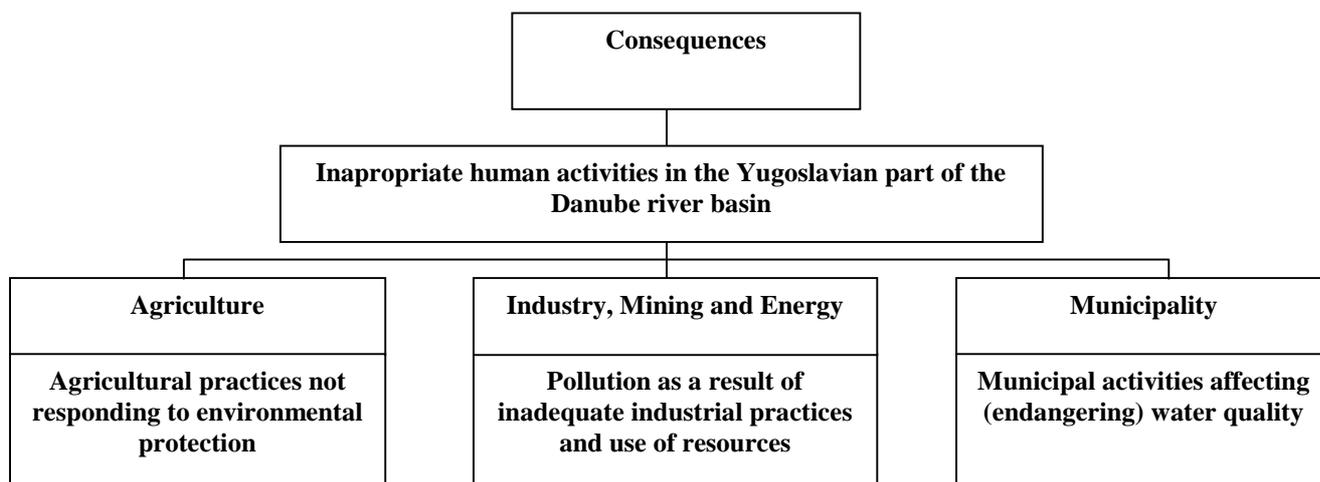 Consequences
Inapropriate human activities in the Yugoslavian part of the
Danube river basin
Agriculture
Industry, Mining and Energy
Municipality
Agricultural practices not
responding to environmental
protection
Pollution as a result of
inadequate industrial practices
and use of resources
Municipal activities affecting
(endangering) water quality